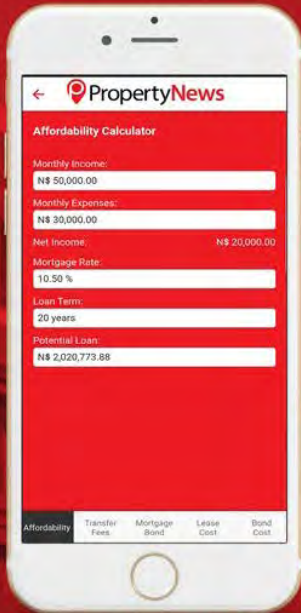 ← PropertyNews
Affordability Calculator
Monthly Income:
N$ 50,000.00
Monthly Expenses:
N$ 30,000.00
Net Income: N$ 20,000.00
Mortgage Rate:
10.50 %
Loan Term:
20 years
Potential Loan:
N$ 2,020,773.88
Affordability Transfer Fees Mortgage Bond Lease Cost Bond Cost